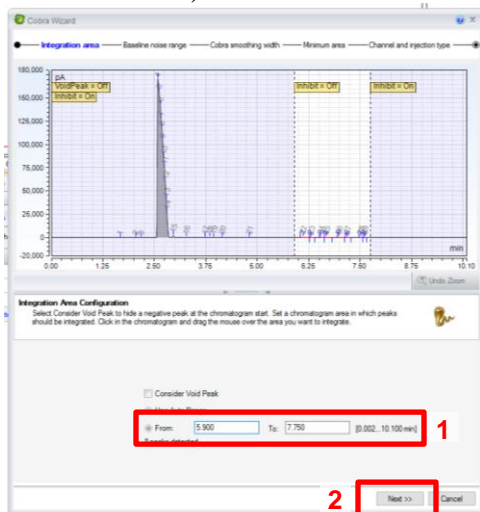 Cobra Wizard
Integration area
Baseline noise range
Cobra smoothing width
Minimum area
Channel and injection type
180,000
pA
VoidPeak = Off
Inhibit = On
Inhibit = Off
Inhibit = On
150,000
125,000
100,000
75,000
50,000
25,000
0
-20,000
min
0.00 1.25 2.50 3.75 5.00 6.25 7.50 8.75 10.10
Undo Zoom
Integration Area Configuration
Select Consider Void Peak to hide a negative peak at the chromatogram start. Set a chromatogram area in which peaks
should be integrated. Click in the chromatogram and drag the mouse over the area you want to integrate.
Consider Void Peak
From: 5.900 To: 7.750 [0.002...10.100 min]
1
2
Next >>
Cancel